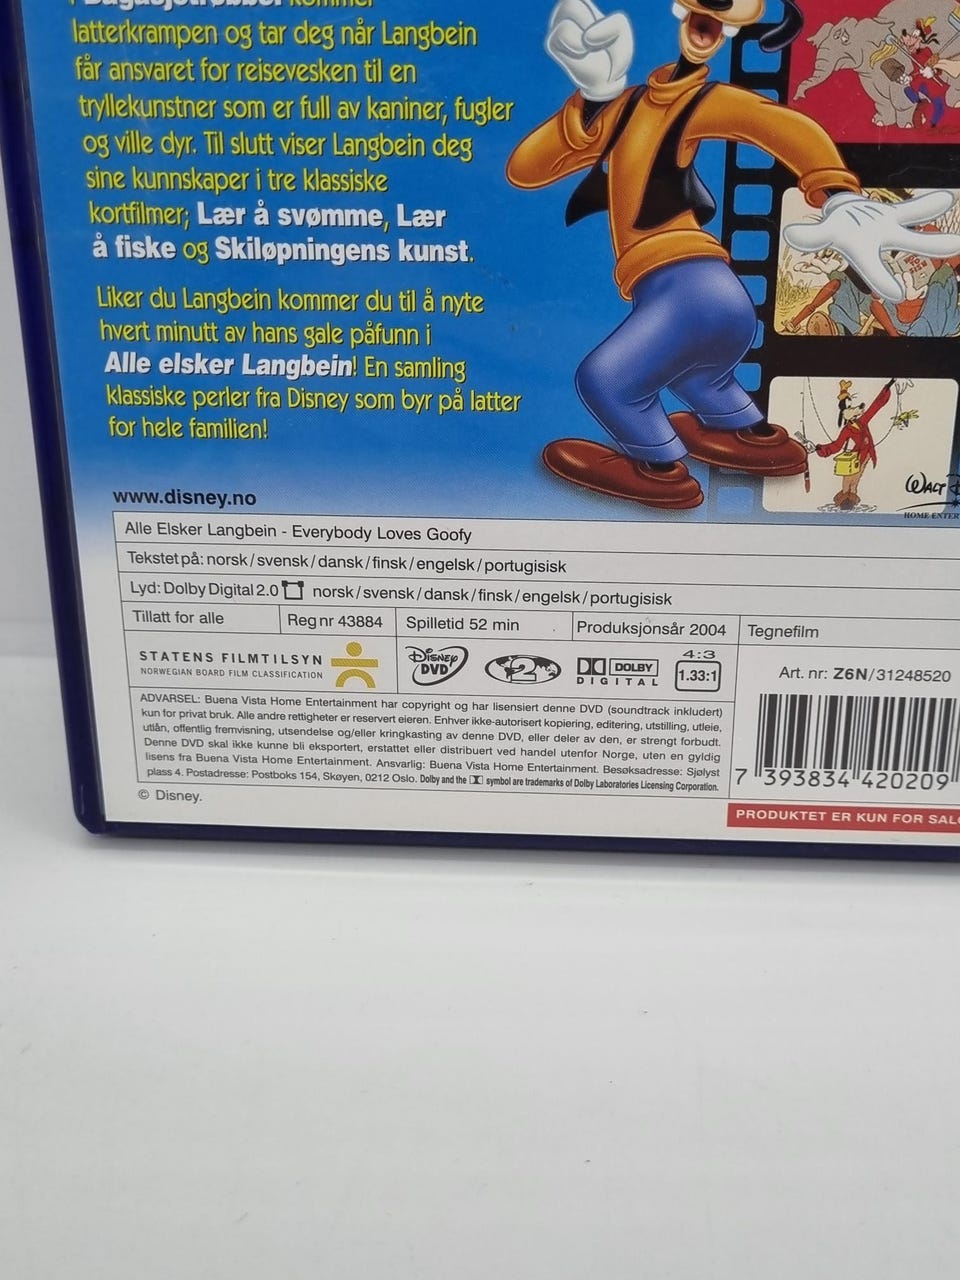 i Bagasjetrøbbel kommer
latterkrampen og tar deg når Langbein
får ansvaret for reisevesken til en
tryllekunstner som er full av kaniner, fugler
og ville dyr. Til slutt viser Langbein deg
sine kunnskaper i tre klassiske
kortfilmer; Lær å svømme, Lær
å fiske og Skiløpningens kunst.
Liker du Langbein kommer du til å nyte
hvert minutt av hans gale påfunn i
Alle elsker Langbein! En samling
klassiske perler fra Disney som byr på latter
for hele familien!
WALT
HOME ENTER
www.disney.no
Alle Elsker Langbein - Everybody Loves Goofy
Tekstet på: norsk/svensk/dansk/finsk/engelsk/portugisisk
Lyd: Dolby Digital 2.0 norsk/svensk/dansk/finsk/engelsk/portugisisk
Tillatt for alle Reg nr 43884 Spilletid 52 min Produksjonsår 2004 Tegnefilm
STATENS FILMTILSYN
NORWEGIAN BOARD FILM CLASSIFICATION
DISNEY DVD
2
DOLBY
DIGITAL
4:3
1.33:1
Art. nr: Z6N/31248520
ADVARSEL: Buena Vista Home Entertainment har copyright og har lisensiert denne DVD (soundtrack inkludert)
kun for privat bruk. Alle andre rettigheter er reservert eieren. Enhver ikke-autorisert kopiering, editering, utstilling, utleie,
utlån, offentlig fremvisning, utsendelse og/eller kringkasting av denne DVD, eller deler av den, er strengt forbudt.
Denne DVD skal ikke kunne bli eksportert, erstattet eller distribuert ved handel utenfor Norge, uten en gyldig
lisens fra Buena Vista Home Entertainment. Ansvarlig: Buena Vista Home Entertainment. Besøksadresse: Sjølyst
plass 4. Postadresse: Postboks 154, Skøyen, 0212 Oslo. Dolby and the symbol are trademarks of Dolby Laboratories Licensing Corporation.
7 393834 420209
© Disney.
PRODUKTET ER KUN FOR SALG